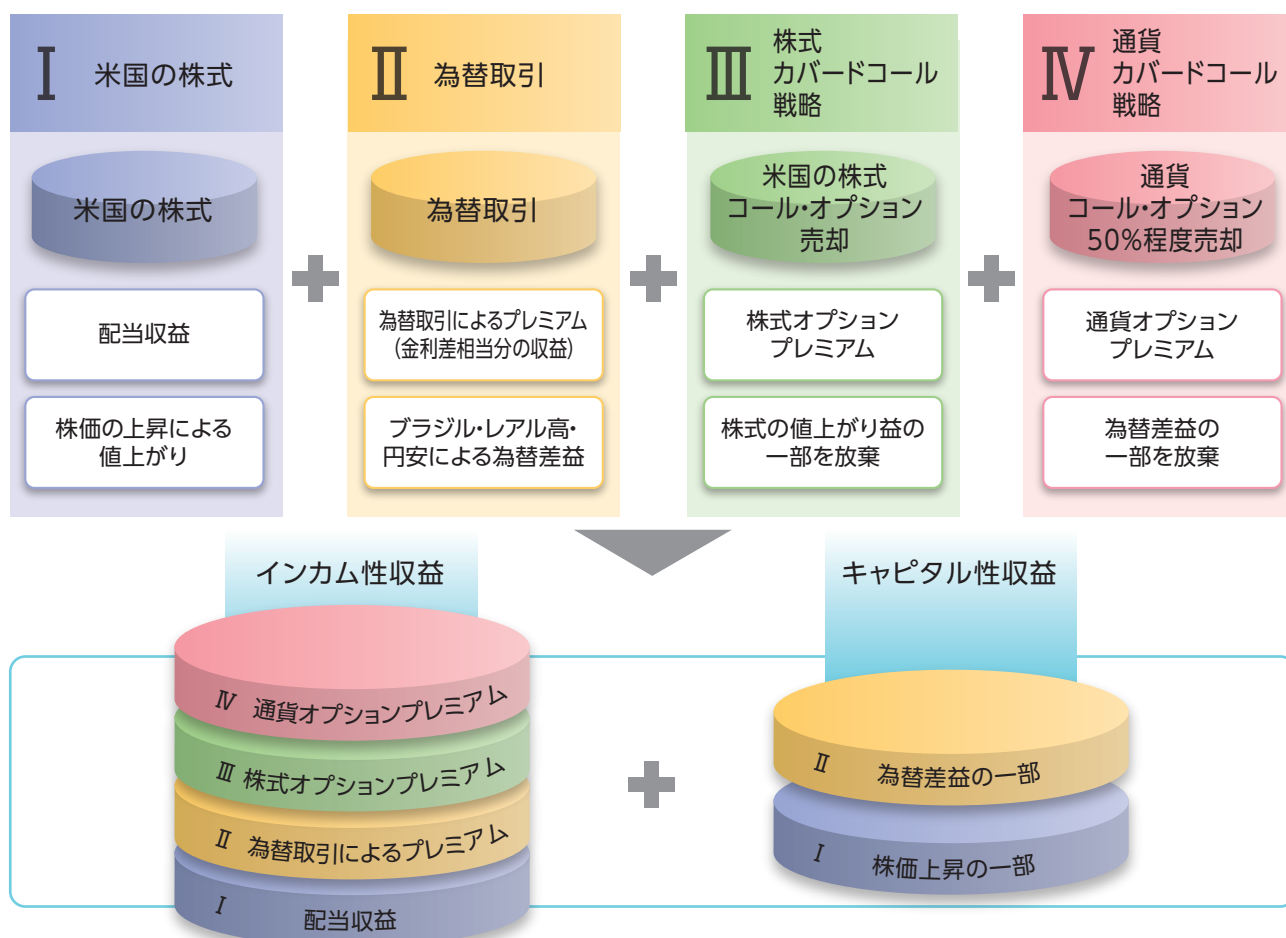 Ⅰ 米国の株式
Ⅱ 為替取引
Ⅲ 株式
カバードコール
戦略
Ⅳ 通貨
カバードコール
戦略
米国の株式
為替取引
米国の株式
コール・オプション
売却
通貨
コール・オプション
50%程度売却
配当収益
為替取引によるプレミアム
(金利差相当分の収益)
株式オプション
プレミアム
通貨オプション
プレミアム
株価の上昇による
値上がり
ブラジル・レアル高・
円安による為替差益
株式の値上がり益の
一部を放棄
為替差益の
一部を放棄
インカム性収益
キャピタル性収益
Ⅳ 通貨オプションプレミアム
Ⅲ 株式オプションプレミアム
Ⅱ 為替取引によるプレミアム
Ⅰ 配当収益
Ⅱ 為替差益の一部
Ⅰ 株価上昇の一部